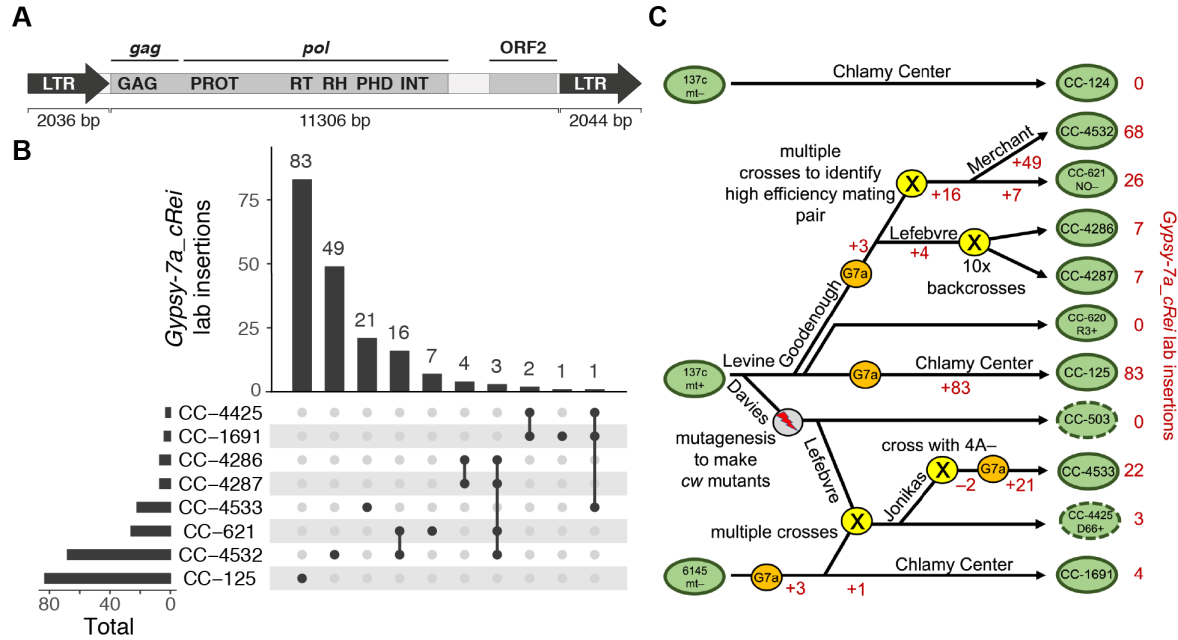 A
gag
pol
ORF2
LTR
GAG
PROT
RT RH PHD INT
LTR
2036 bp
11306 bp
2044 bp
B
Gypsy-7a_cRei
lab insertions
75
50
25
0
83
49
21
16
7
4
3
2
1
1
CC−4425
CC−1691
CC−4286
CC−4287
CC−4533
CC−621
CC−4532
CC−125
80
40
0
Total
C
137c
mt–
Chlamy Center
CC-124
0
multiple
crosses to identify
high efficiency mating
pair
X
+16
Merchant
+49
+7
CC-4532
68
CC-621
NO–
26
+3
G7a
Lefebvre
+4
X
10x
backcrosses
CC-4286
7
CC-4287
7
Goodenough
CC-620
R3+
0
137c
mt+
Levine
G7a
Chlamy Center
+83
CC-125
83
Davies
mutagenesis
to make
cw mutants
CC-503
0
Lefebvre
cross with 4A–
Jonikas
X
–2
G7a
+21
CC-4533
22
multiple crosses
X
CC-4425
D66+
3
6145
mt–
G7a
+3
+1
Chlamy Center
CC-1691
4
Gypsy-7a_cRei lab insertions